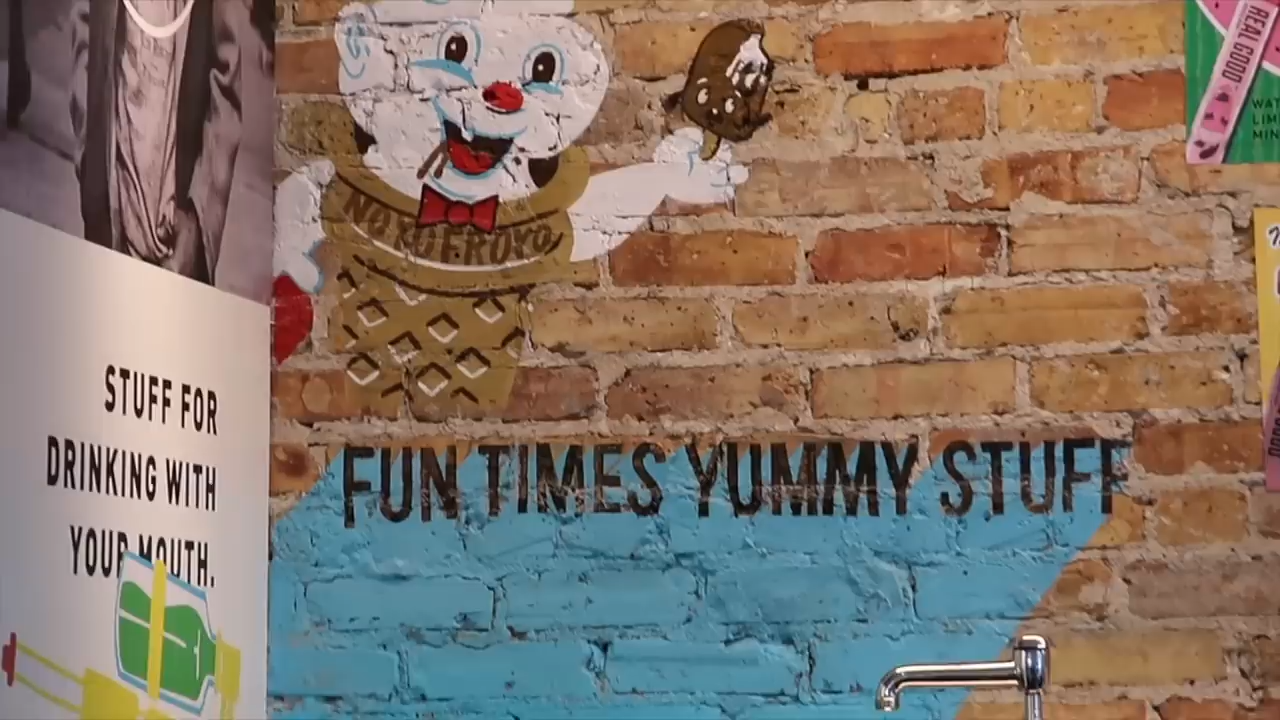 NOYOFROYO
FUN TIMES YUMMY STUFF
STUFF FOR
DRINKING WITH
YOUR MOUTH.
REAL GOOD